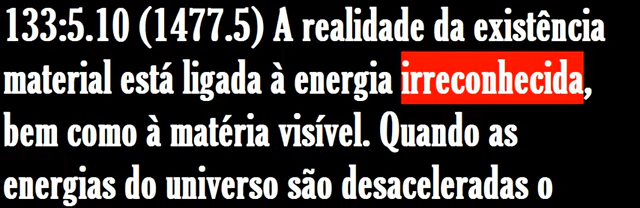 133:5.10 (1477.5) A realidade da existência
material está ligada à energia irreconhecida,
bem como à matéria visível. Quando as
energias do universo são desaceleradas o